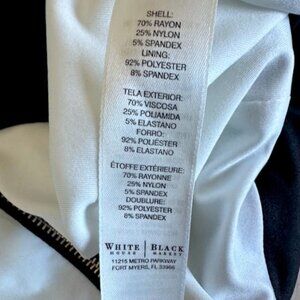 SHELL:
70% RAYON
25% NYLON
5% SPANDEX
LINING:
92% POLYESTER
8% SPANDEX
TELA EXTERIOR:
70% VISCOSA
25% POLIAMIDA
5% ELASTANO
FORRO:
92% POLYESTER
8% ELASTANO
ÉTOFFE EXTÉRIEURE:
70% RAYONNE
25% NYLON
5% SPANDEX
DOUBLURE:
92% POLYESTER
8% SPANDEX
WHITE | BLACK
HOUSE | MARKET
11215 METRO PARKWAY
FORT MYERS, FL 33966